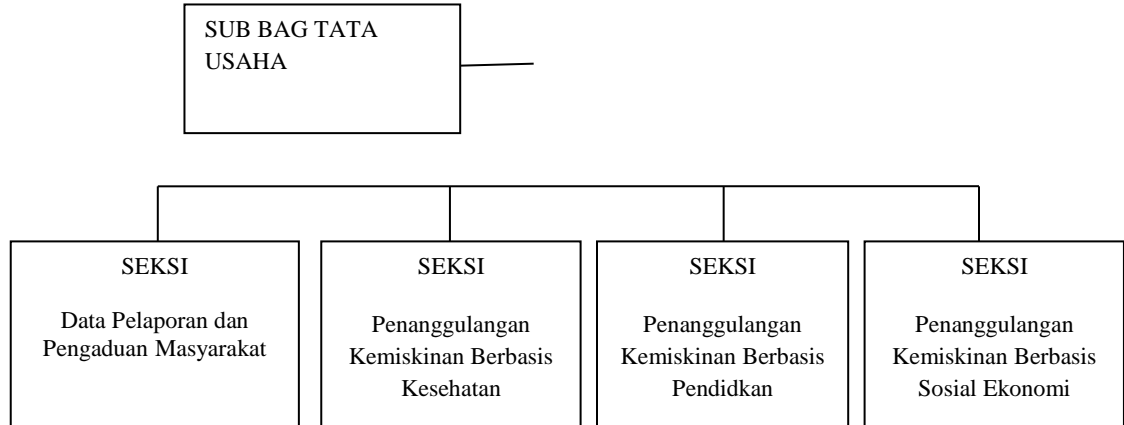 SUB BAG TATA
USAHA
SEKSI
Data Pelaporan dan
Pengaduan Masyarakat
SEKSI
Penanggulangan
Kemiskinan Berbasis
Kesehatan
SEKSI
Penanggulangan
Kemiskinan Berbasis
Pendidkan
SEKSI
Penanggulangan
Kemiskinan Berbasis
Sosial Ekonomi